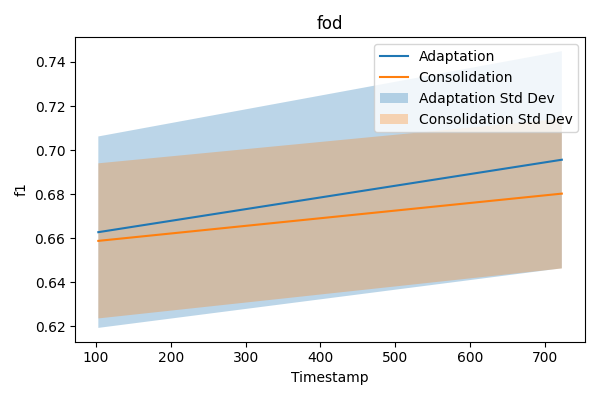 fod
Adaptation
Consolidation
Adaptation Std Dev
Consolidation Std Dev
f1
0.74
0.72
0.70
0.68
0.66
0.64
0.62
100 200 300 400 500 600 700
Timestamp